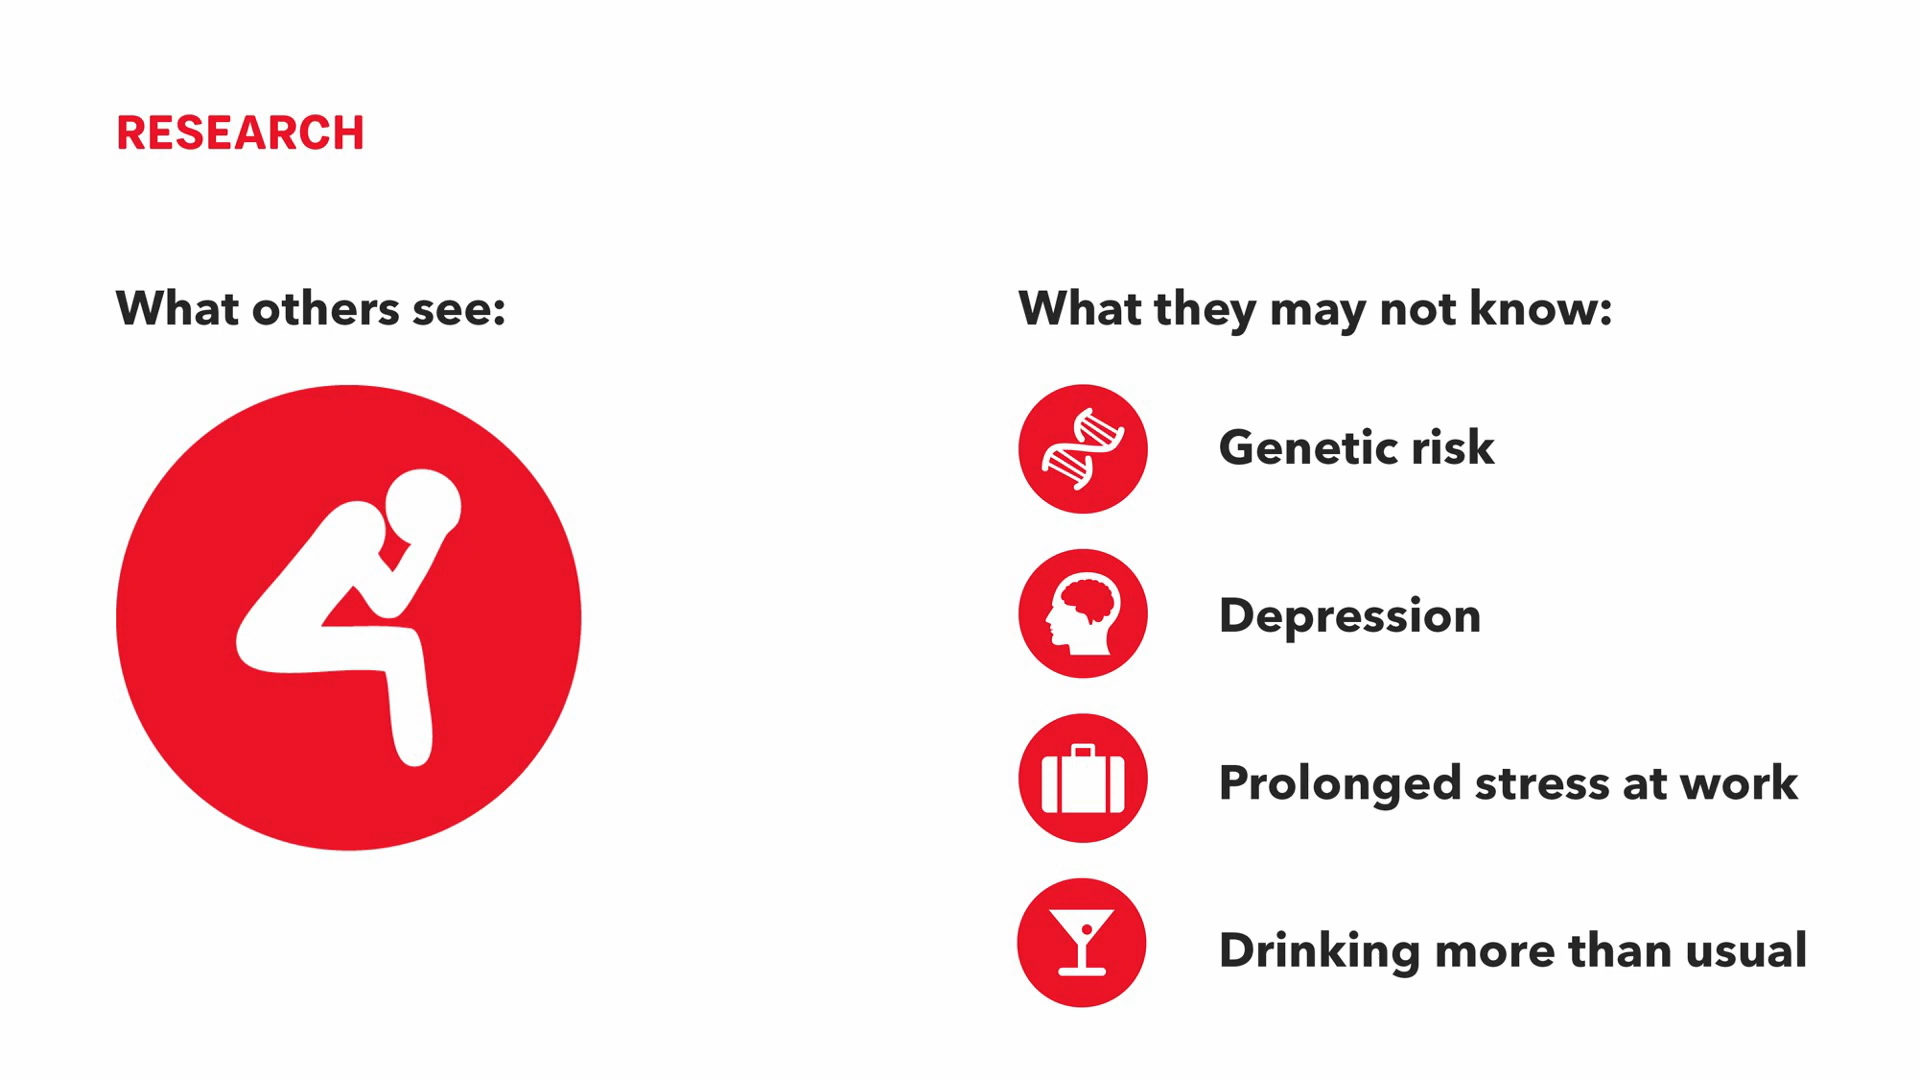 RESEARCH
What others see:
What they may not know:
Genetic risk
Depression
Prolonged stress at work
Drinking more than usual